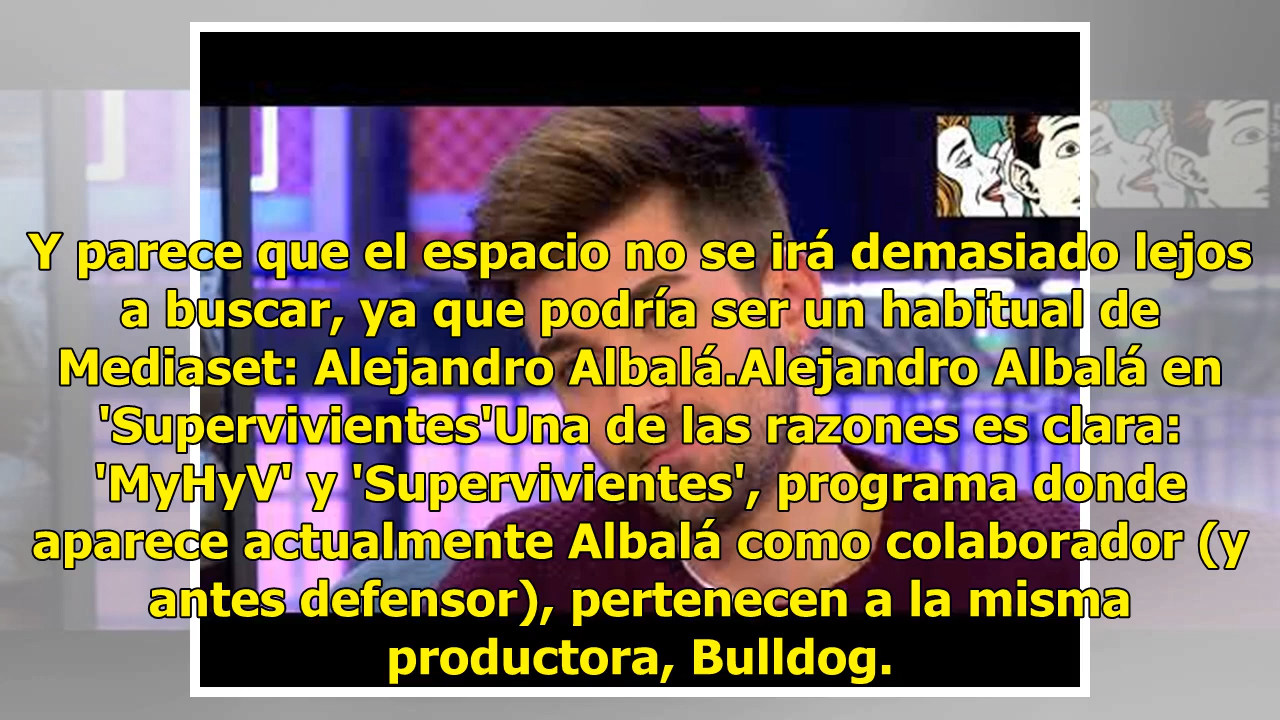 Y parece que el espacio no se irá demasiado lejos
a buscar, ya que podría ser un habitual de
Mediaset: Alejandro Albalá.Alejandro Albalá en
'Supervivientes'Una de las razones es clara:
'MyHyV' y 'Supervivientes', programa donde
aparece actualmente Albalá como colaborador (y
antes defensor), pertenecen a la misma
productora, Bulldog.